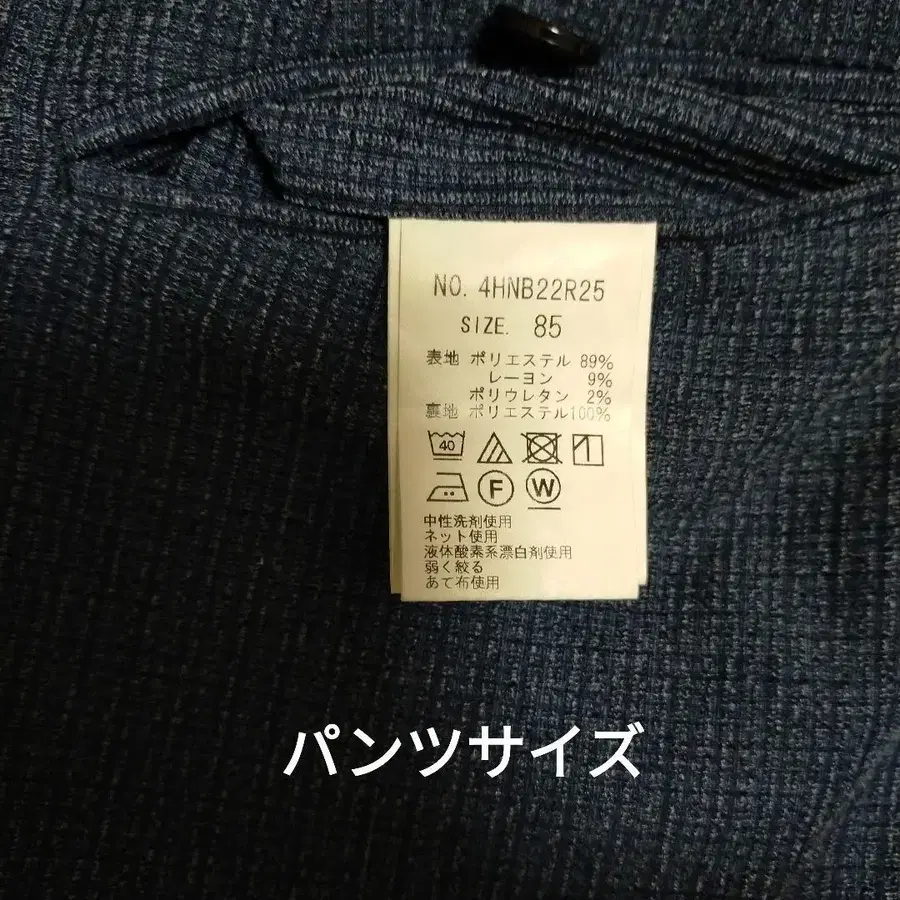 NO. 4HNB22R25
SIZE. 85
表地 ポリエステル 89%
レーヨン 9%
ポリウレタン 2%
裏地 ポリエステル100%
40
F W
中性洗剤使用
ネット使用
液体酸素系漂白剤使用
弱く絞る
あて布使用
パンツサイズ